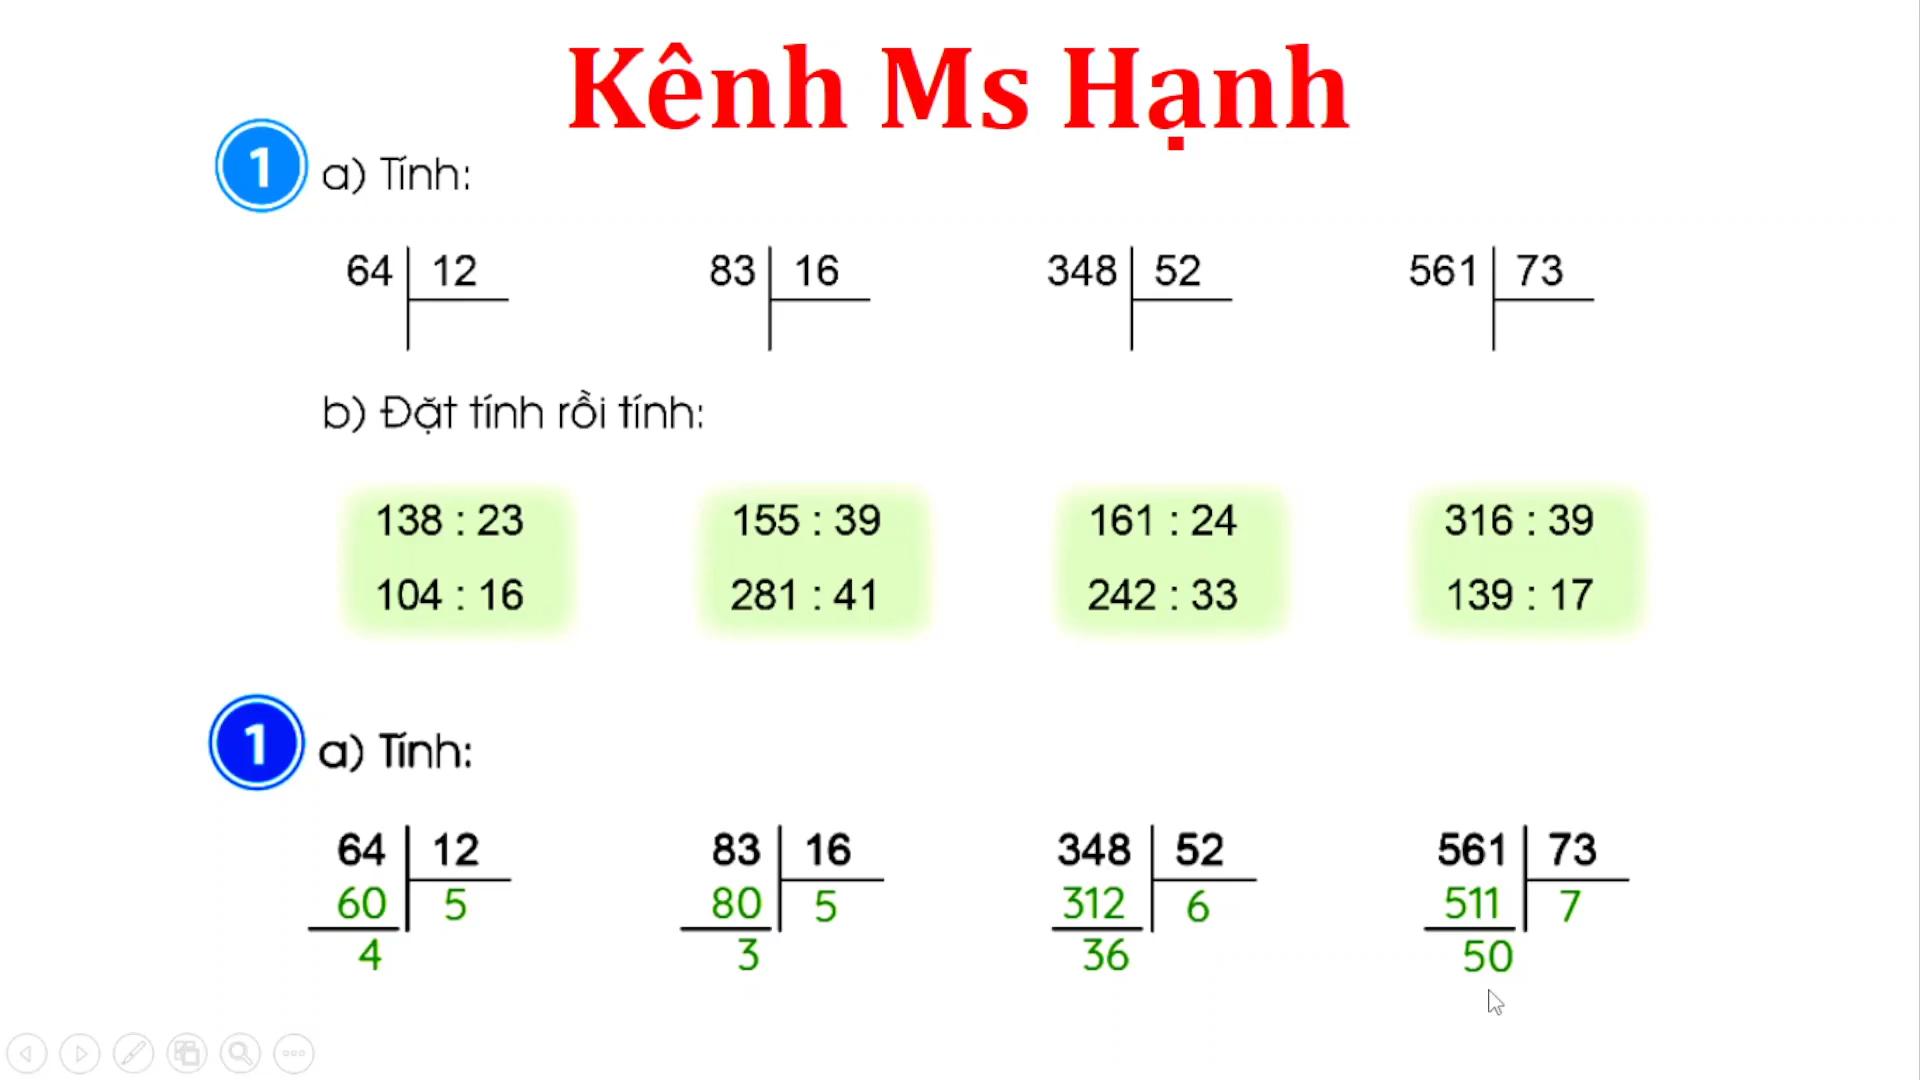 Kênh Ms Hạnh
1 a) Tính:
64 12 83 16 348 52 561 73
b) Đặt tính rồi tính:
138 : 23 155 : 39 161 : 24 316 : 39
104 : 16 281 : 41 242 : 33 139 : 17
1 a) Tính:
64 12 83 16 348 52 561 73
60 5 80 5 312 6 511 7
4 3 36 50